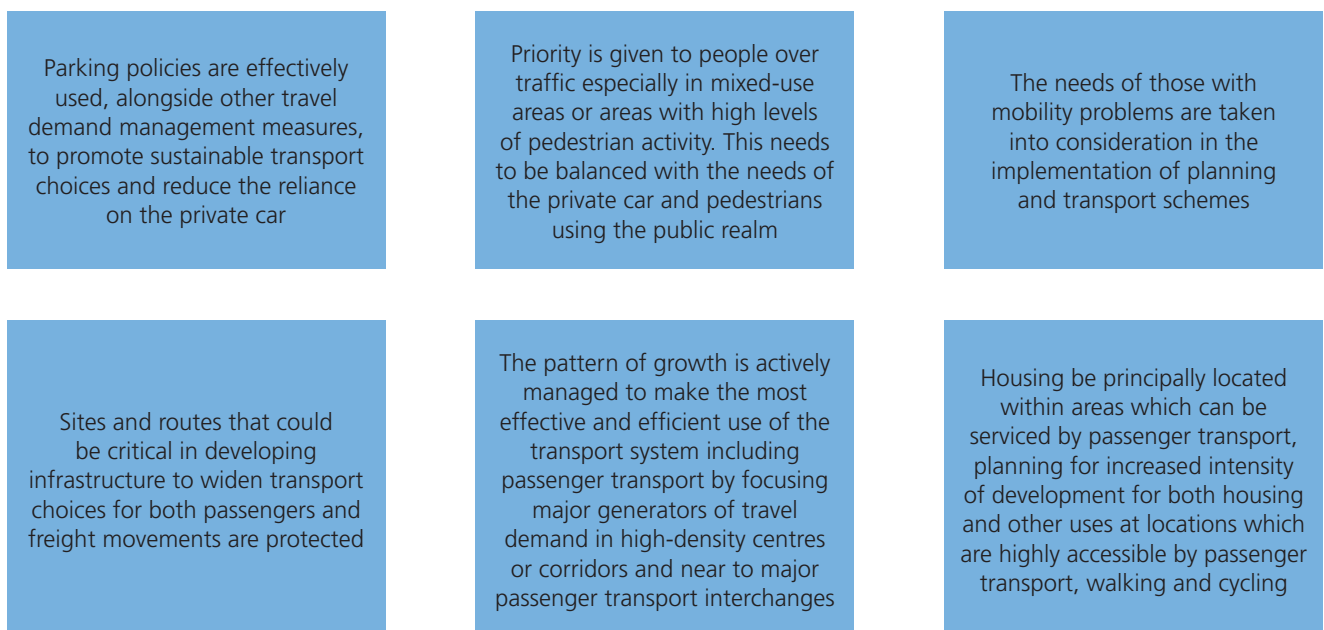 Parking policies are effectively
used, alongside other travel
demand management measures,
to promote sustainable transport
choices and reduce the reliance
on the private car
Priority is given to people over
traffic especially in mixed-use
areas or areas with high levels
of pedestrian activity. This needs
to be balanced with the needs of
the private car and pedestrians
using the public realm
The needs of those with
mobility problems are taken
into consideration in the
implementation of planning
and transport schemes
Sites and routes that could
be critical in developing
infrastructure to widen transport
choices for both passengers and
freight movements are protected
The pattern of growth is actively
managed to make the most
effective and efficient use of the
transport system including
passenger transport by focusing
major generators of travel
demand in high-density centres
or corridors and near to major
passenger transport interchanges
Housing be principally located
within areas which can be
serviced by passenger transport,
planning for increased intensity
of development for both housing
and other uses at locations which
are highly accessible by passenger
transport, walking and cycling